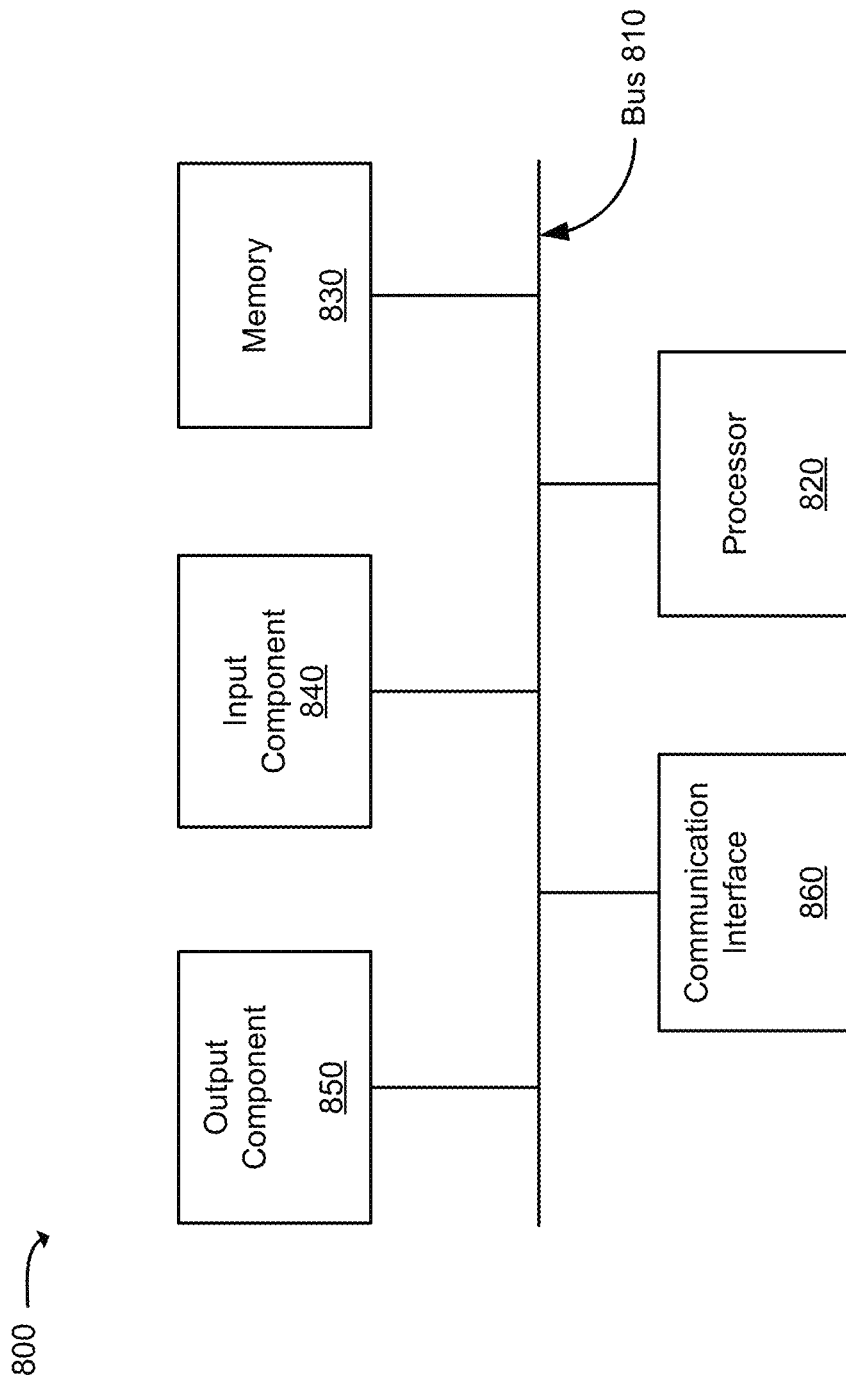 800
Output
Component
850
Input
Component
840
Memory
830
Communication
Interface
860
Processor
820
Bus 810